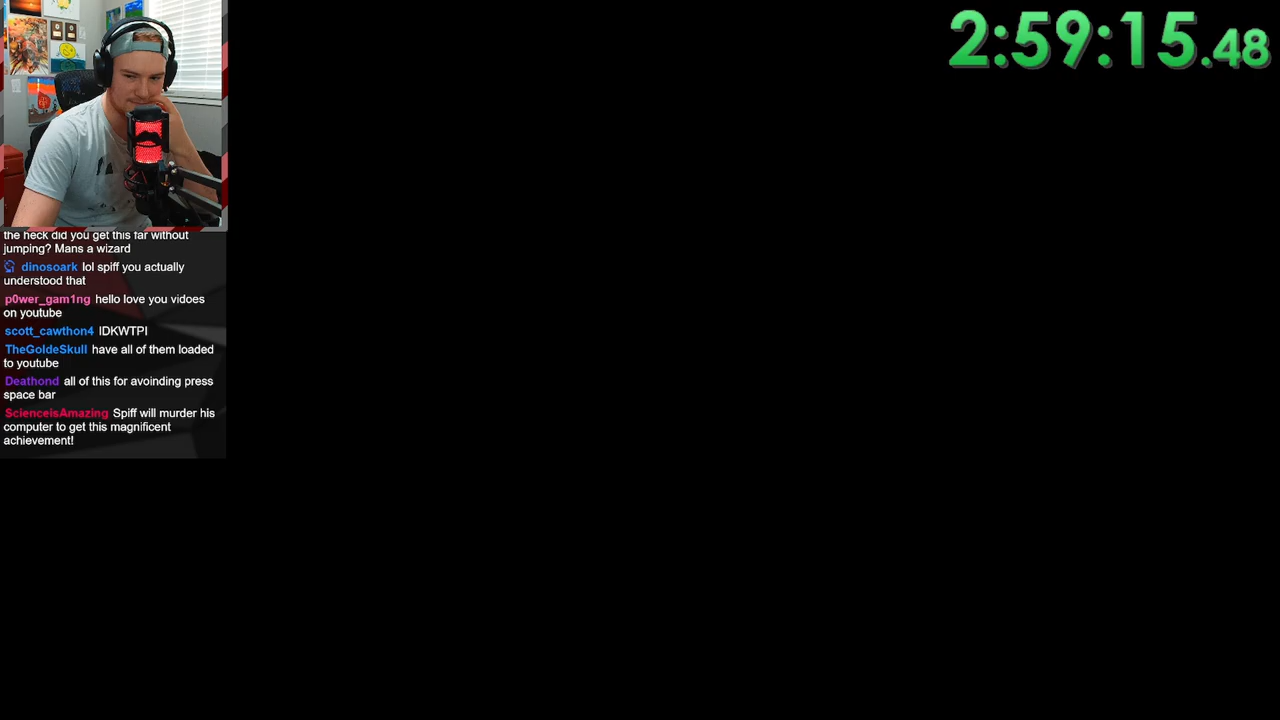 2:59:15.48
the heck did you get this far without
jumping? Mans a wizard
dinosoark lol spiff you actually
understood that
p0wer_gam1ng hello love you vidoes
on youtube
scott_cawthon4 IDKWTPI
TheGoldeSkull have all of them loaded
to youtube
Deathond all of this for avoinding press
space bar
ScienceisAmazing Spiff will murder his
computer to get this magnificent
achievement!